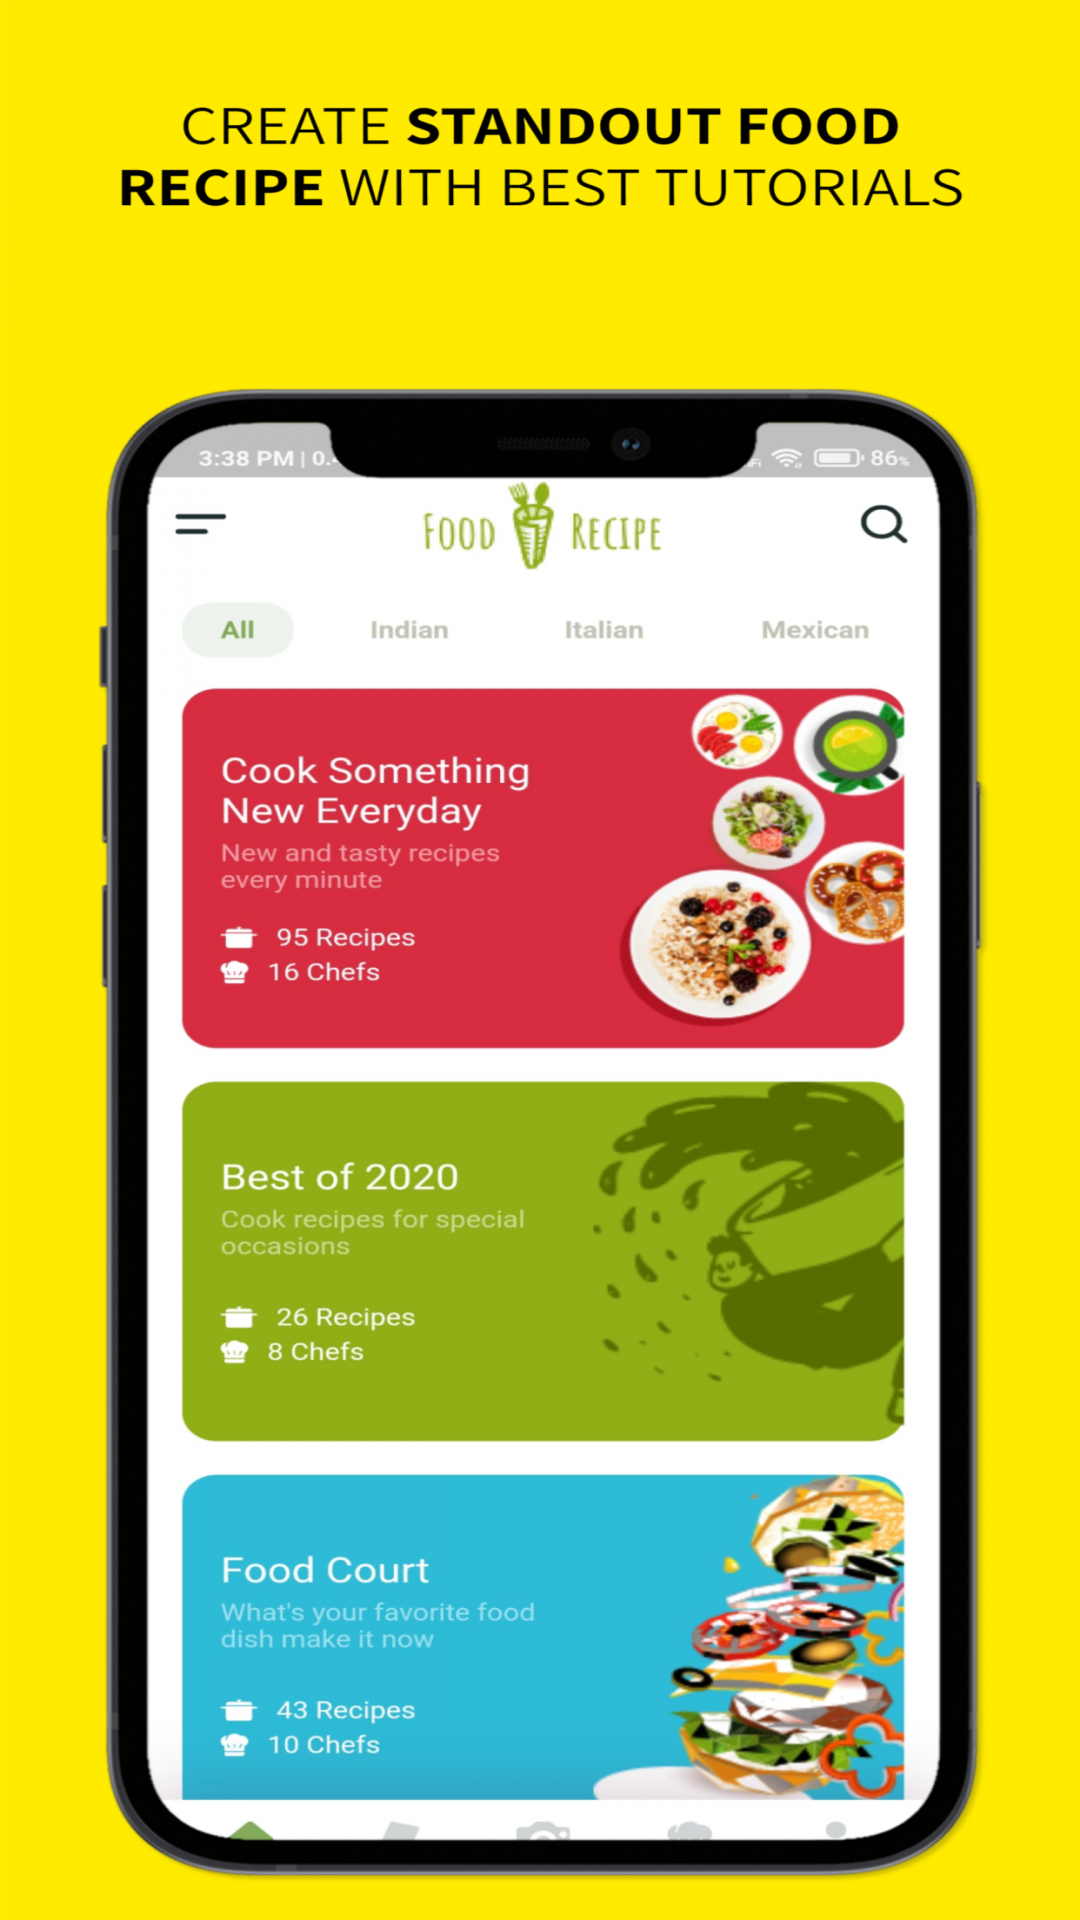 CREATE STANDOUT FOOD
RECIPE WITH BEST TUTORIALS
3:38 PM | 0.
86%
FOOD RECIPE
All Indian Italian Mexican
Cook Something
New Everyday
New and tasty recipes
every minute
95 Recipes
16 Chefs
Best of 2020
Cook recipes for special
occasions
26 Recipes
8 Chefs
Food Court
What's your favorite food
dish make it now
43 Recipes
10 Chefs